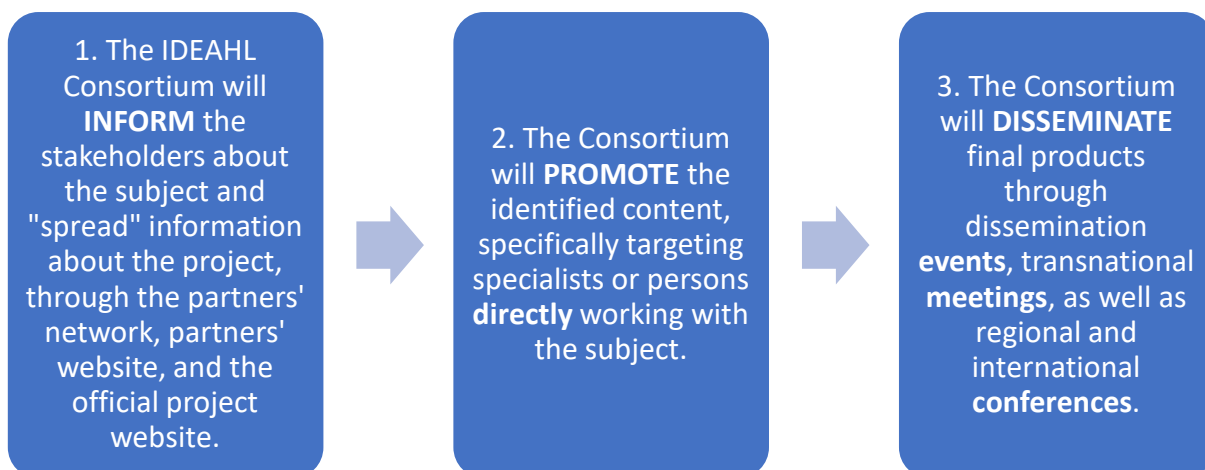 1. The IDEAHL
Consortium will
INFORM the
stakeholders about
the subject and
"spread" information
about the project,
through the partners'
network, partners'
website, and the
official project
website.
2. The Consortium
will PROMOTE the
identified content,
specifically targeting
specialists or persons
directly working with
the subject.
3. The Consortium
will DISSEMINATE
final products
through
dissemination
events, transnational
meetings, as well as
regional and
international
conferences.